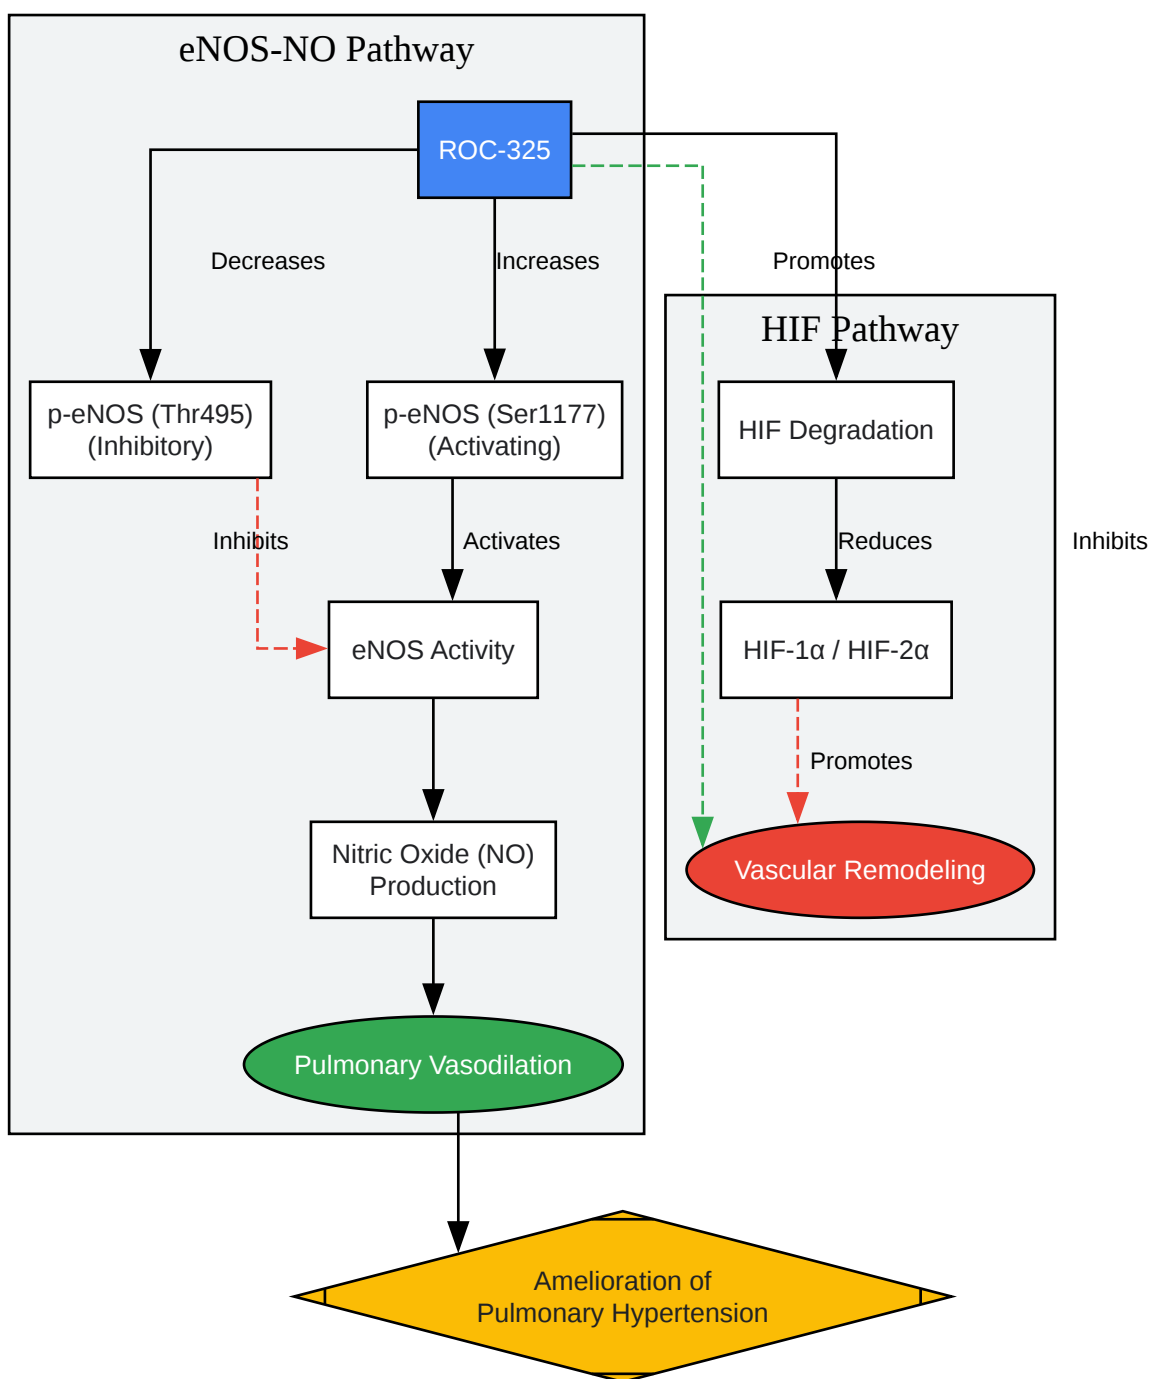 eNOS-NO Pathway
ROC-325
Decreases
Increases
Promotes
HIF Pathway
p-eNOS (Thr495)
(Inhibitory)
p-eNOS (Ser1177)
(Activating)
HIF Degradation
Inhibits
Activates
Reduces
Inhibits
eNOS Activity
HIF-1α / HIF-2α
Promotes
Nitric Oxide (NO)
Production
Vascular Remodeling
Pulmonary Vasodilation
Amelioration of
Pulmonary Hypertension